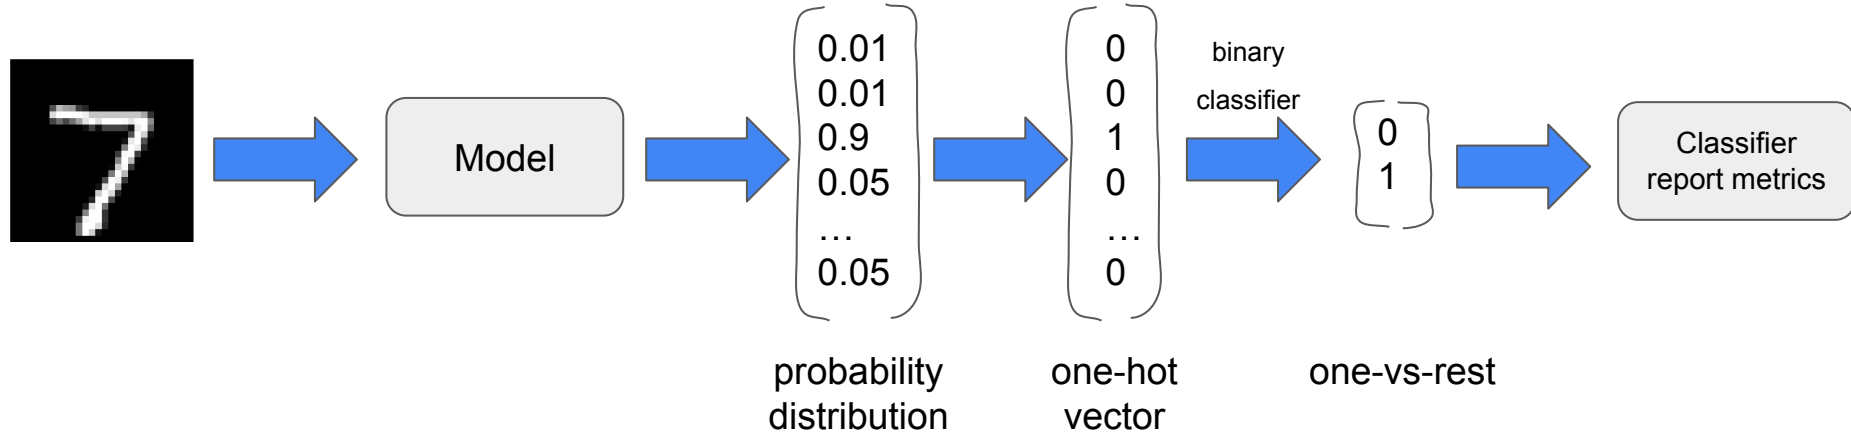 7
Model
0.01
0.01
0.9
0.05
...
0.05
probability
distribution
0
0
1
0
...
0
one-hot
vector
binary
classifier
0
1
one-vs-rest
Classifier
report metrics